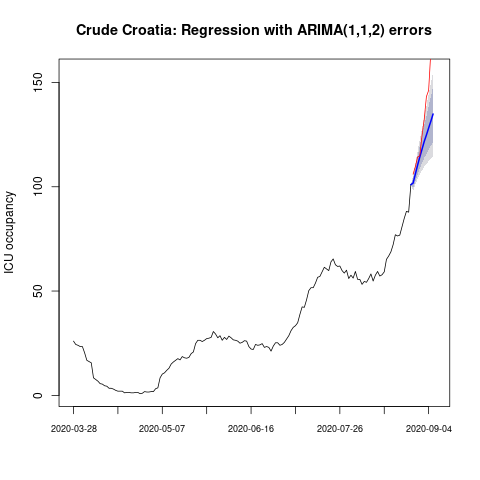 Crude Croatia: Regression with ARIMA(1,1,2) errors
ICU occupancy
150
100
50
0
2020-03-28 2020-05-07 2020-06-16 2020-07-26 2020-09-04